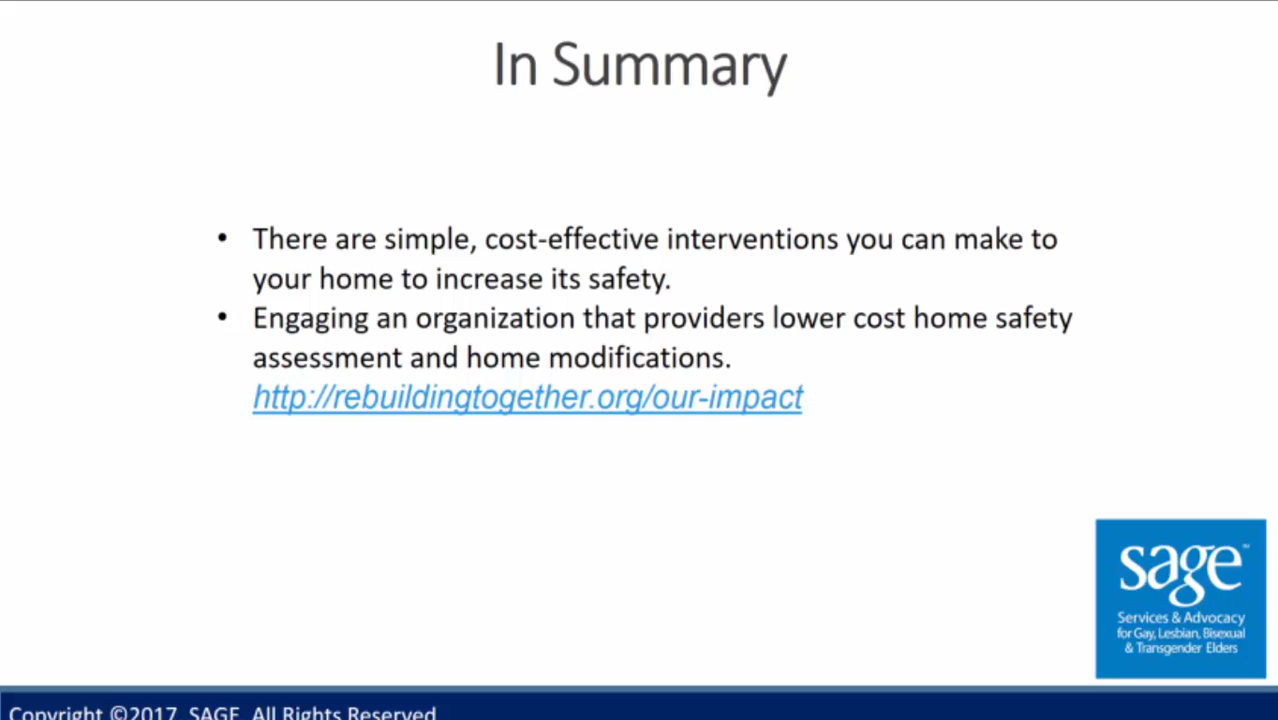 In Summary
• There are simple, cost-effective interventions you can make to
your home to increase its safety.
• Engaging an organization that providers lower cost home safety
assessment and home modifications.
http://rebuildingtogether.org/our-impact
sage™
Services & Advocacy
for Gay, Lesbian, Bisexual
& Transgender Elders
Copyright ©2017 SAGE All Rights Reserved